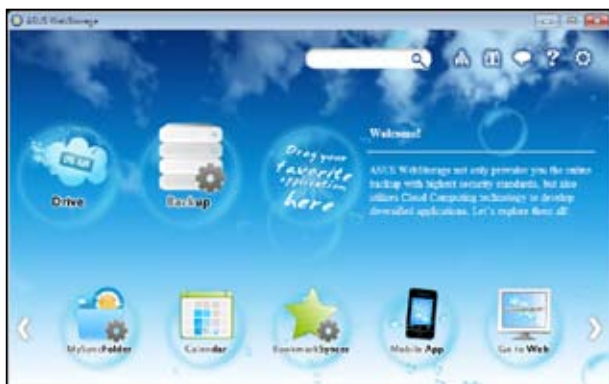 ASUS WebStorage
Welcome!
Drag your
favorite
application
here
ASUS WebStorage not only provides you the online
backup with highest security standards, but also
utilizes Cloud Computing technology to develop
diversified applications. Let's explore them all!
Drive
Backup
MySyncFolder
Calendar
BookmarkSyncer
Mobile App
Go to Web